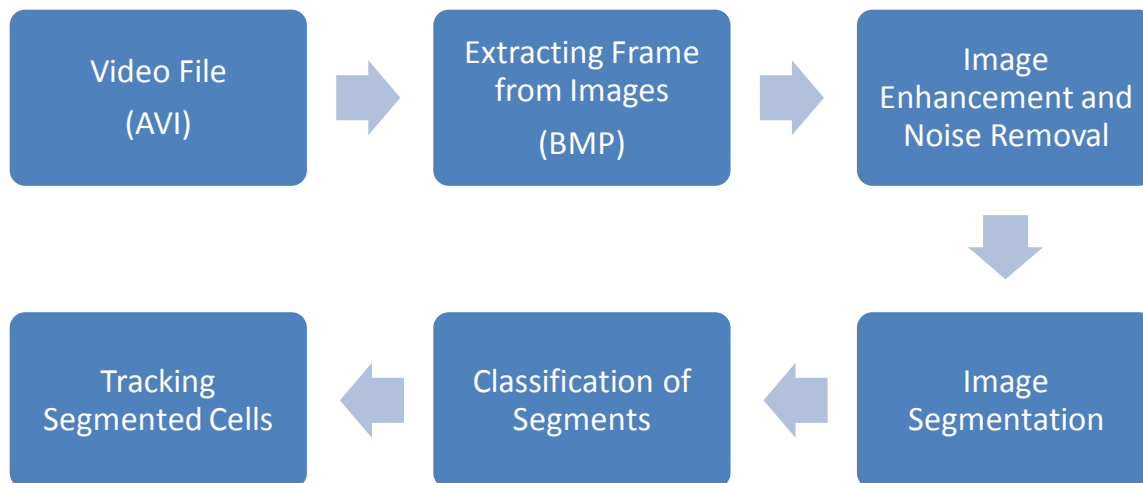 Video File
(AVI)
Extracting Frame
from Images
(BMP)
Image
Enhancement and
Noise Removal
Image
Segmentation
Classification of
Segments
Tracking
Segmented Cells